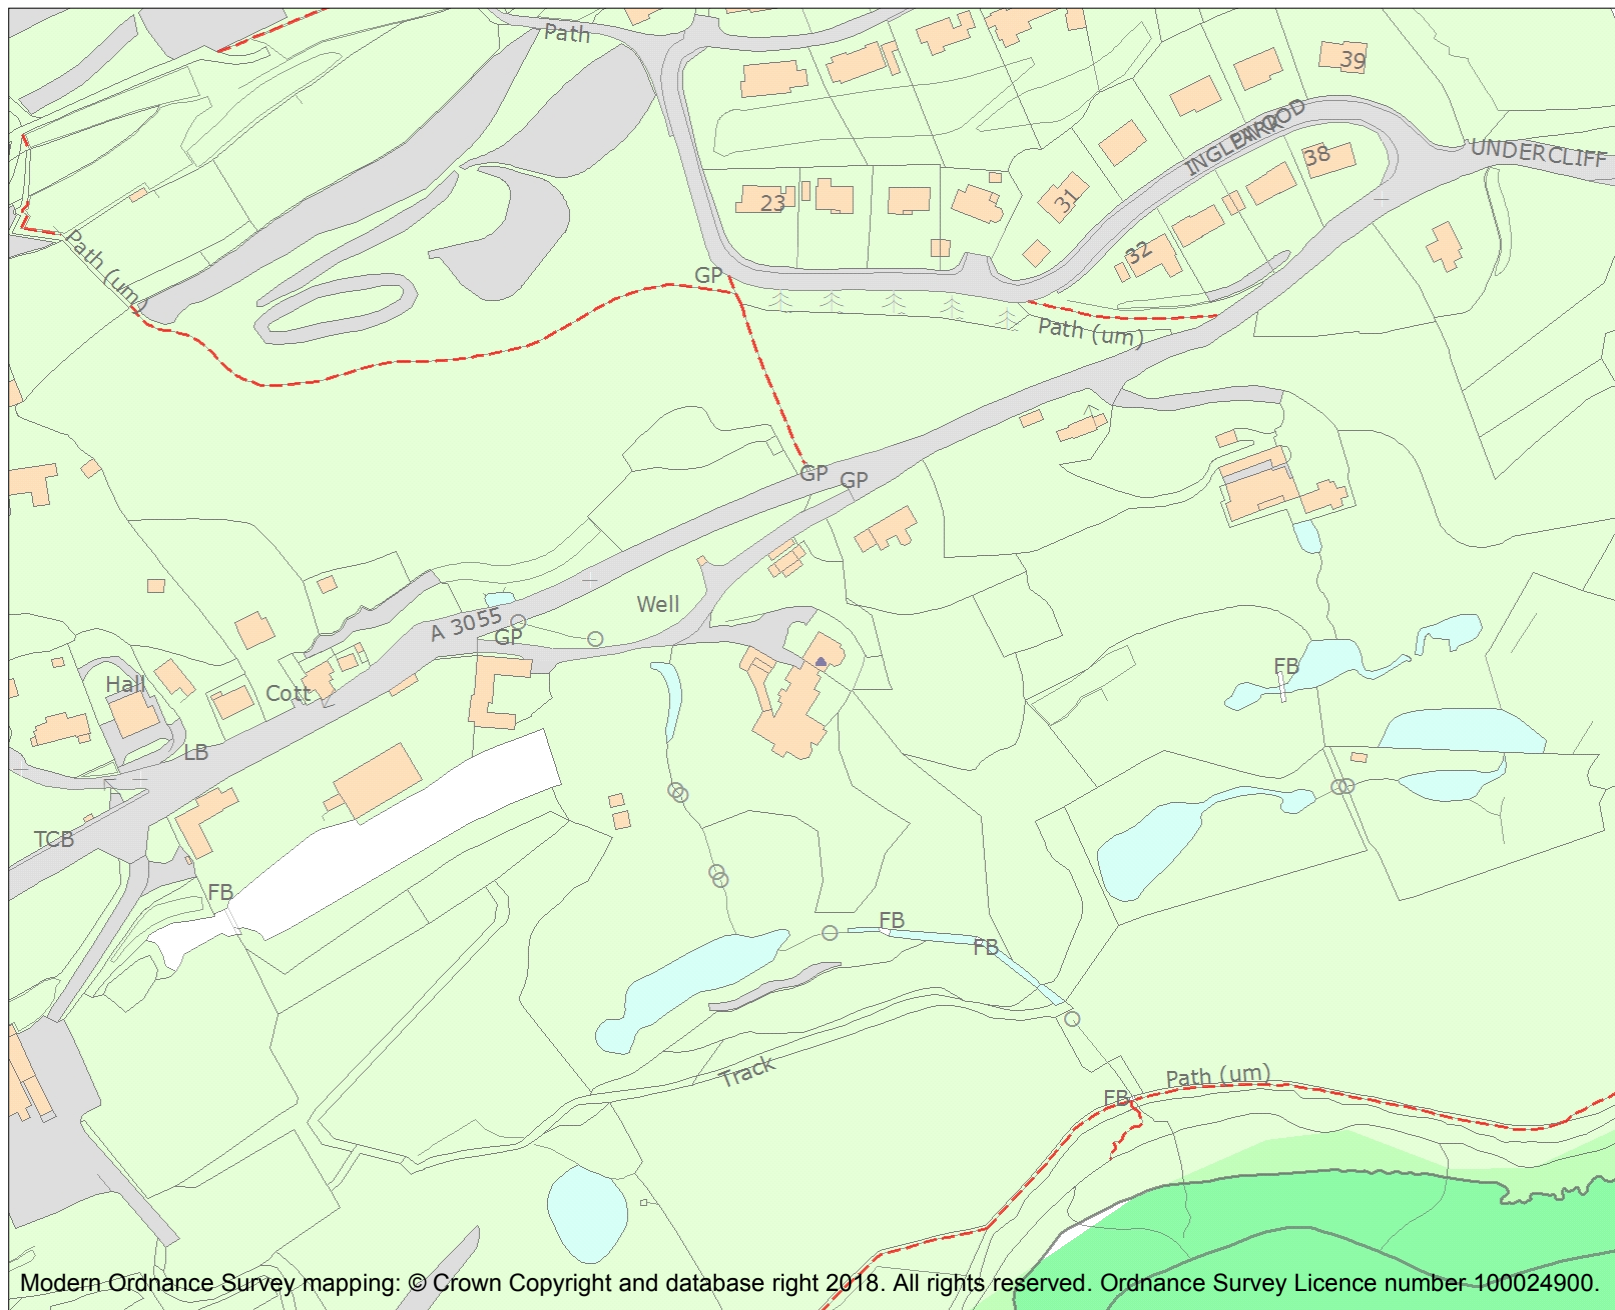 Path
39
INGLEWOOD
PARK
UNDERCLIFF
38
31
23
32
Path (um)
GP
Path (um)
GP
GP
Well
A 3055
GP
Hall
Cott
FB
LB
TCB
FB
FB
FB
Track
Path (um)
FB
Modern Ordnance Survey mapping: © Crown Copyright and database right 2018. All rights reserved. Ordnance Survey Licence number 100024900.